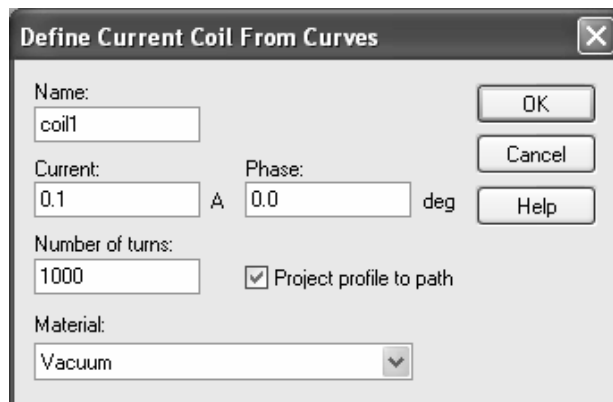 Define Current Coil From Curves
Name:
coil1
OK
Cancel
Current:
Phase:
0.1
A
0.0
deg
Help
Number of turns:
1000
Project profile to path
Material:
Vacuum